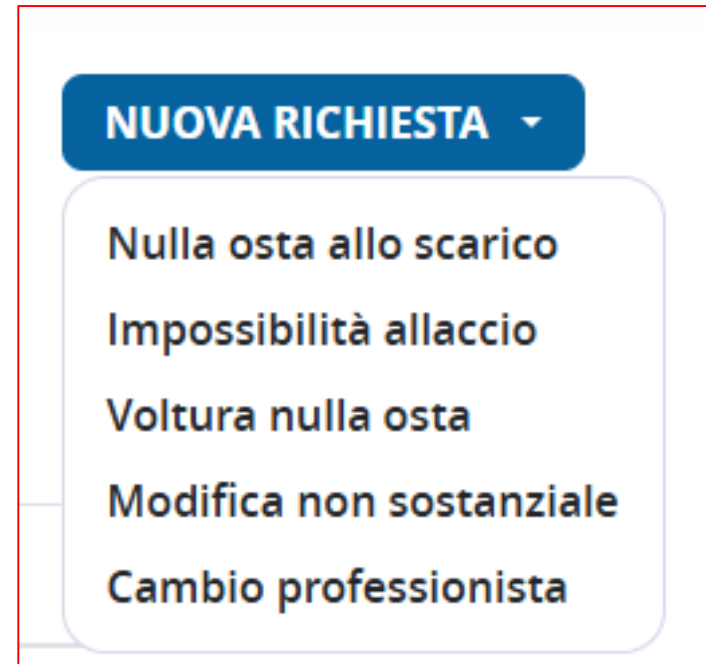 NUOVA RICHIESTA
Nulla osta allo scarico
Impossibilità allaccio
Voltura nulla osta
Modifica non sostanziale
Cambio professionista